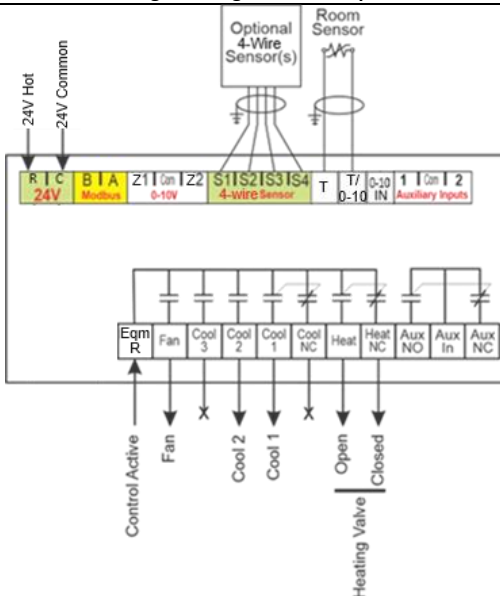 Optional
4-Wire
Sensor(s)
Room
Sensor
24V Hot
24V Common
R C
24V
B A
Modbus
Z1 Com Z2
0-10V
S1 S2 S3 S4
4-wire Sensor
T
T/
0-10
0-10
IN
1 Com 2
Auxiliary Inputs
Eqm
R
Fan
Cool
3
Cool
2
Cool
1
Cool
NC
Heat
Heat
NC
Aux
NO
Aux
In
Aux
NC
Control Active
Fan
X
Cool 2
Cool 1
X
Open
Closed
Heating Valve